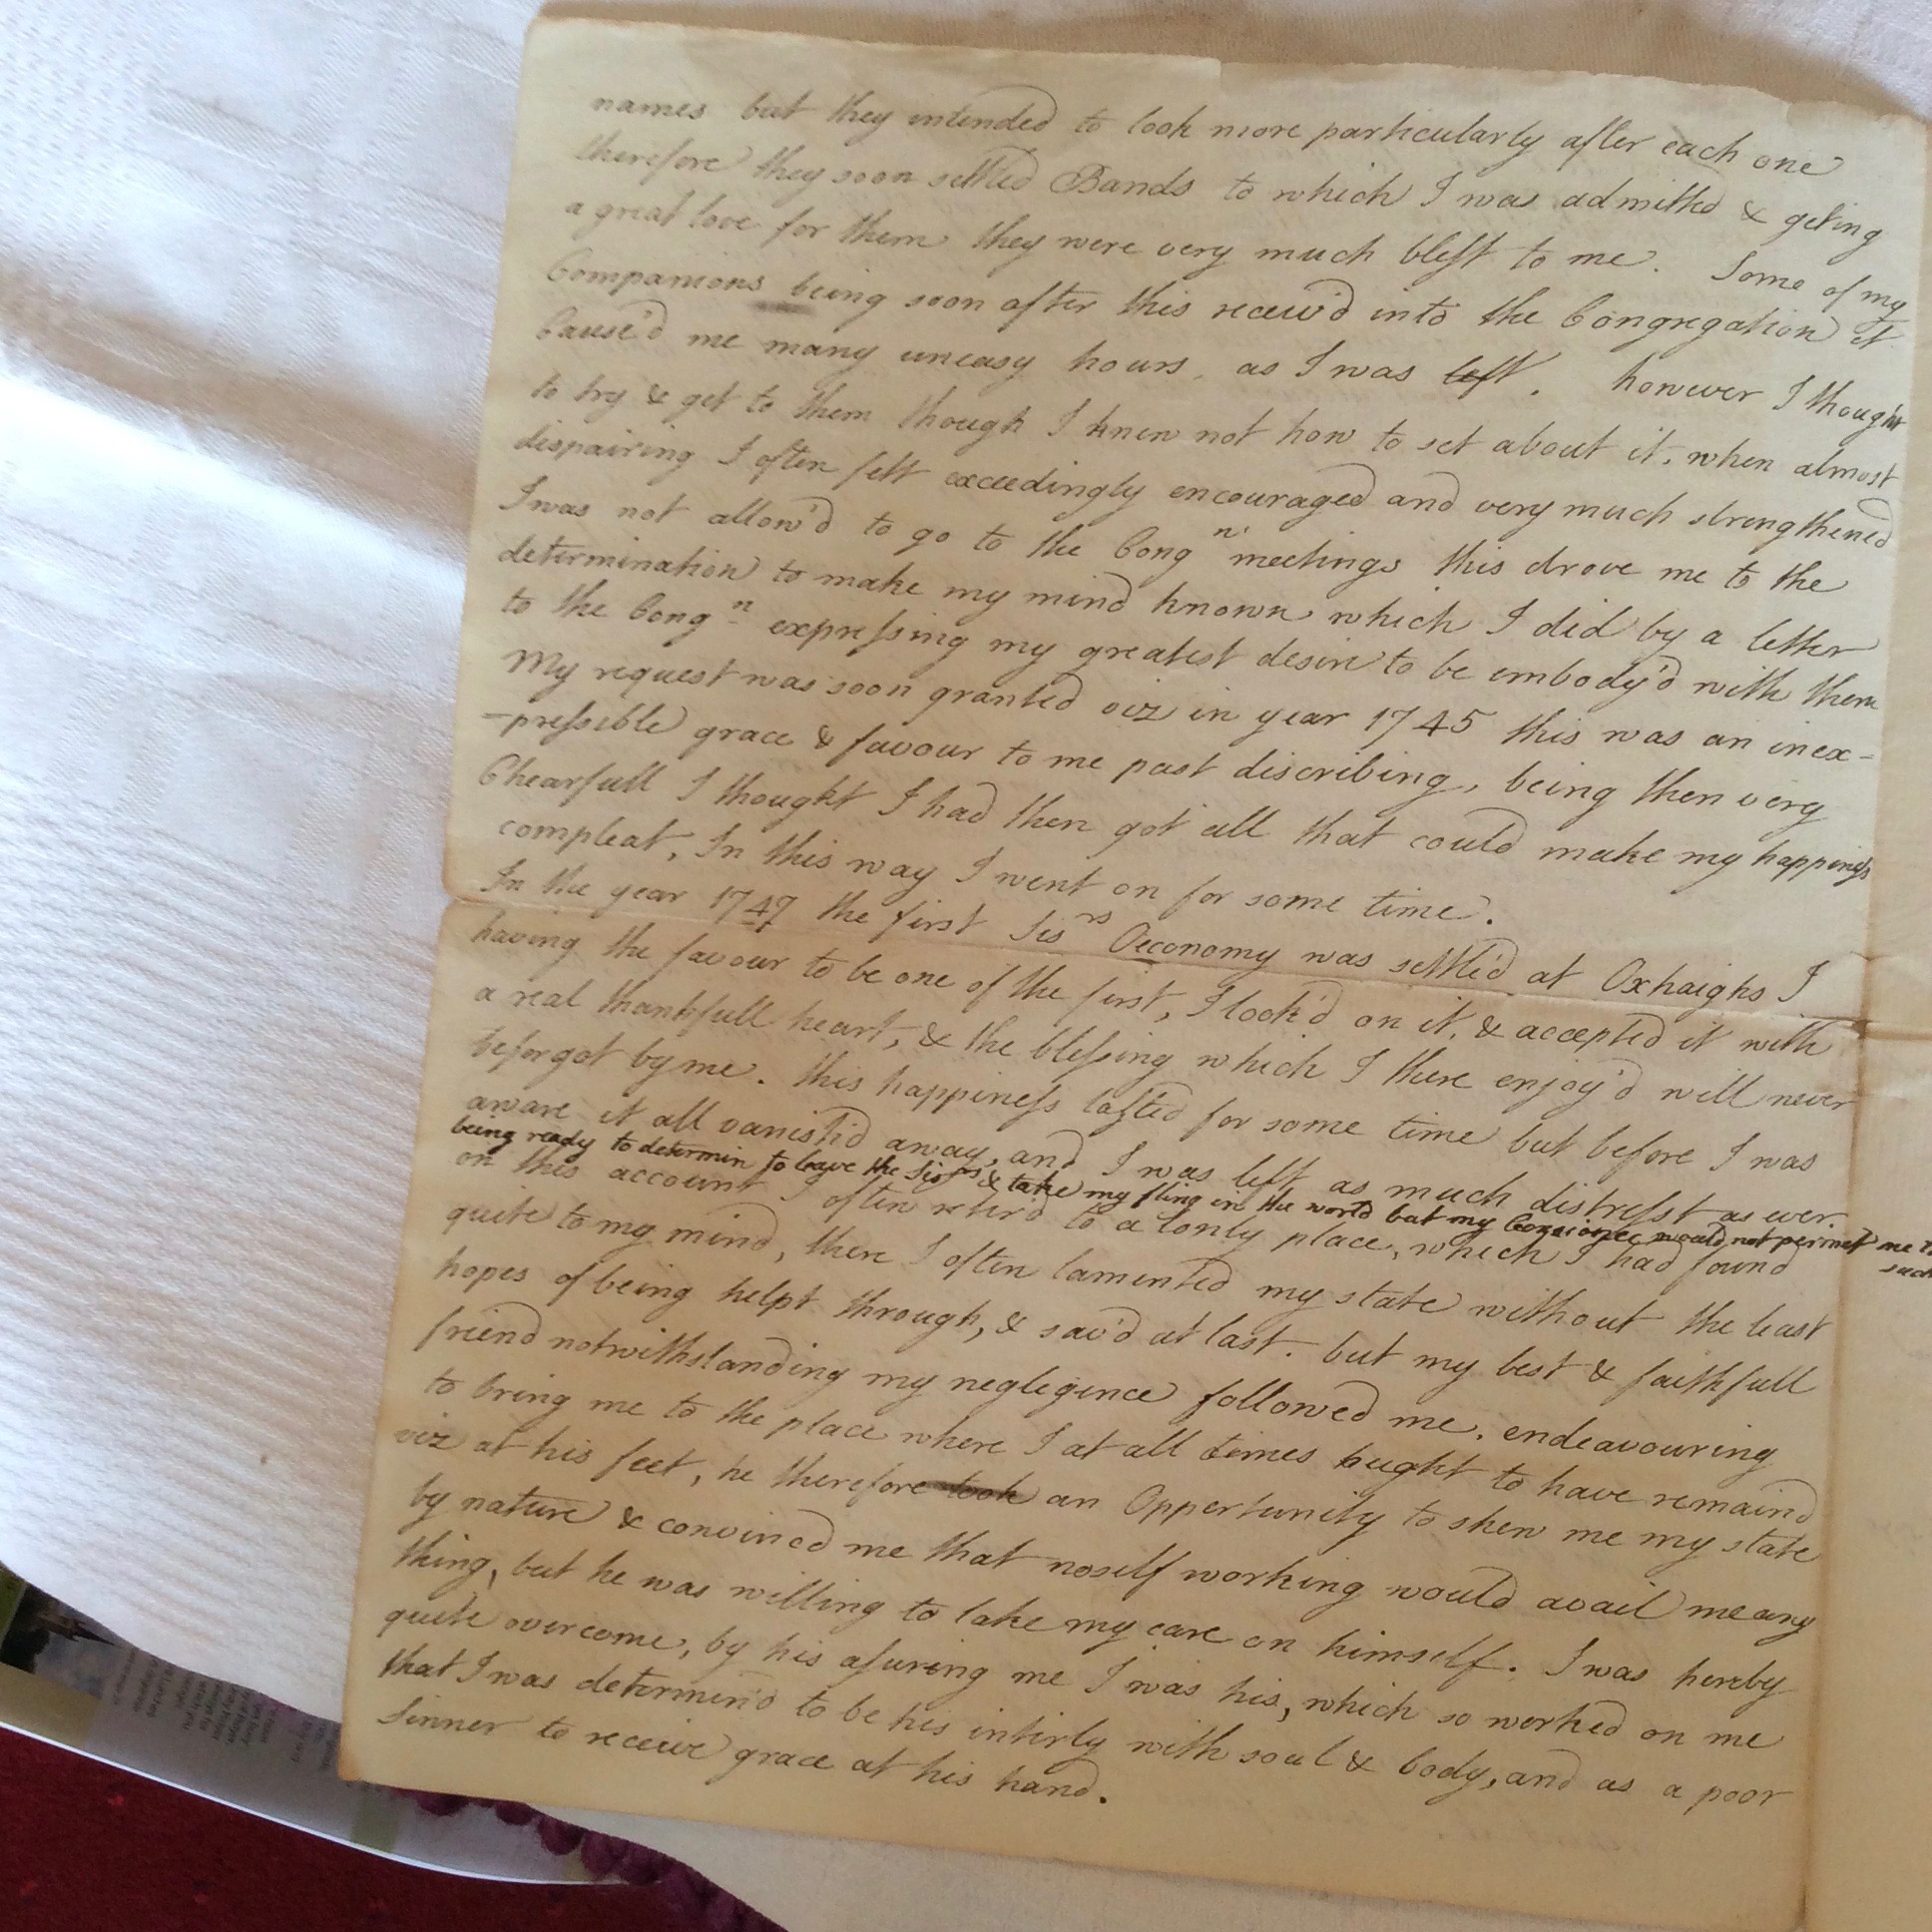 names but they intended to look more particularly after each one
therefore they soon settled Bands to which I was admitted & geting
a great love for them they were very much blest to me. Some of my
Companions being soon after this receiv'd into the Congregation it
Cause'd me many uneasy hours, as I was left. however I thought
to try & get to them though I knew not how to set about it, when almost
dispairing I often felt exceedingly encouraged and very much strengthened
I was not allow'd to go to the Cong n. meetings this drove me to the
determination to make my mind known which I did by a letter
to the Cong n expressing my greatest desire to be embody'd with them
My request was soon granted viz in year 1745 this was an inex-
-pressible grace & favour to me past discribing, being then very
Chearfull I thought I had then got all that could make my happiness
compleat, In this way I went on for some time.
In the year 1747 the first Sis rs Oeconomy was settle'd at Oxhaighs I
having the favour to be one of the first, I look'd on it, & accepted it with
a real thankfull heart, & the blessing which I there enjoy'd will never
beforgot by me. this happiness lasted for some time but before I was
aware it all vanish'd away, and I was left as much distresst as ever.
being ready to determin to leave the Sisrs & take my fling in the world but my Concience would not permit me to
such
on this account I often retir'd to a lonly place, which I had found
quite to my mind, there I often lamented my state without the least
hopes of being helpt through, & sav'd at last. but my best & faithfull
friend notwithstanding my neglegence followed me, endeavouring
to bring me to the place where I at all times ought to have remaind
viz at his feet, he therefore took an Opportunity to shew me my state
by nature & convinced me that noself working would avail me any
thing, but he was willing to take my care on himself. I was hereby
quite overcome, by his asuring me I was his, which so worked on me
that I was determin'd to be his intirly with soul & body, and as a poor
Sinner to receive grace at his hand.